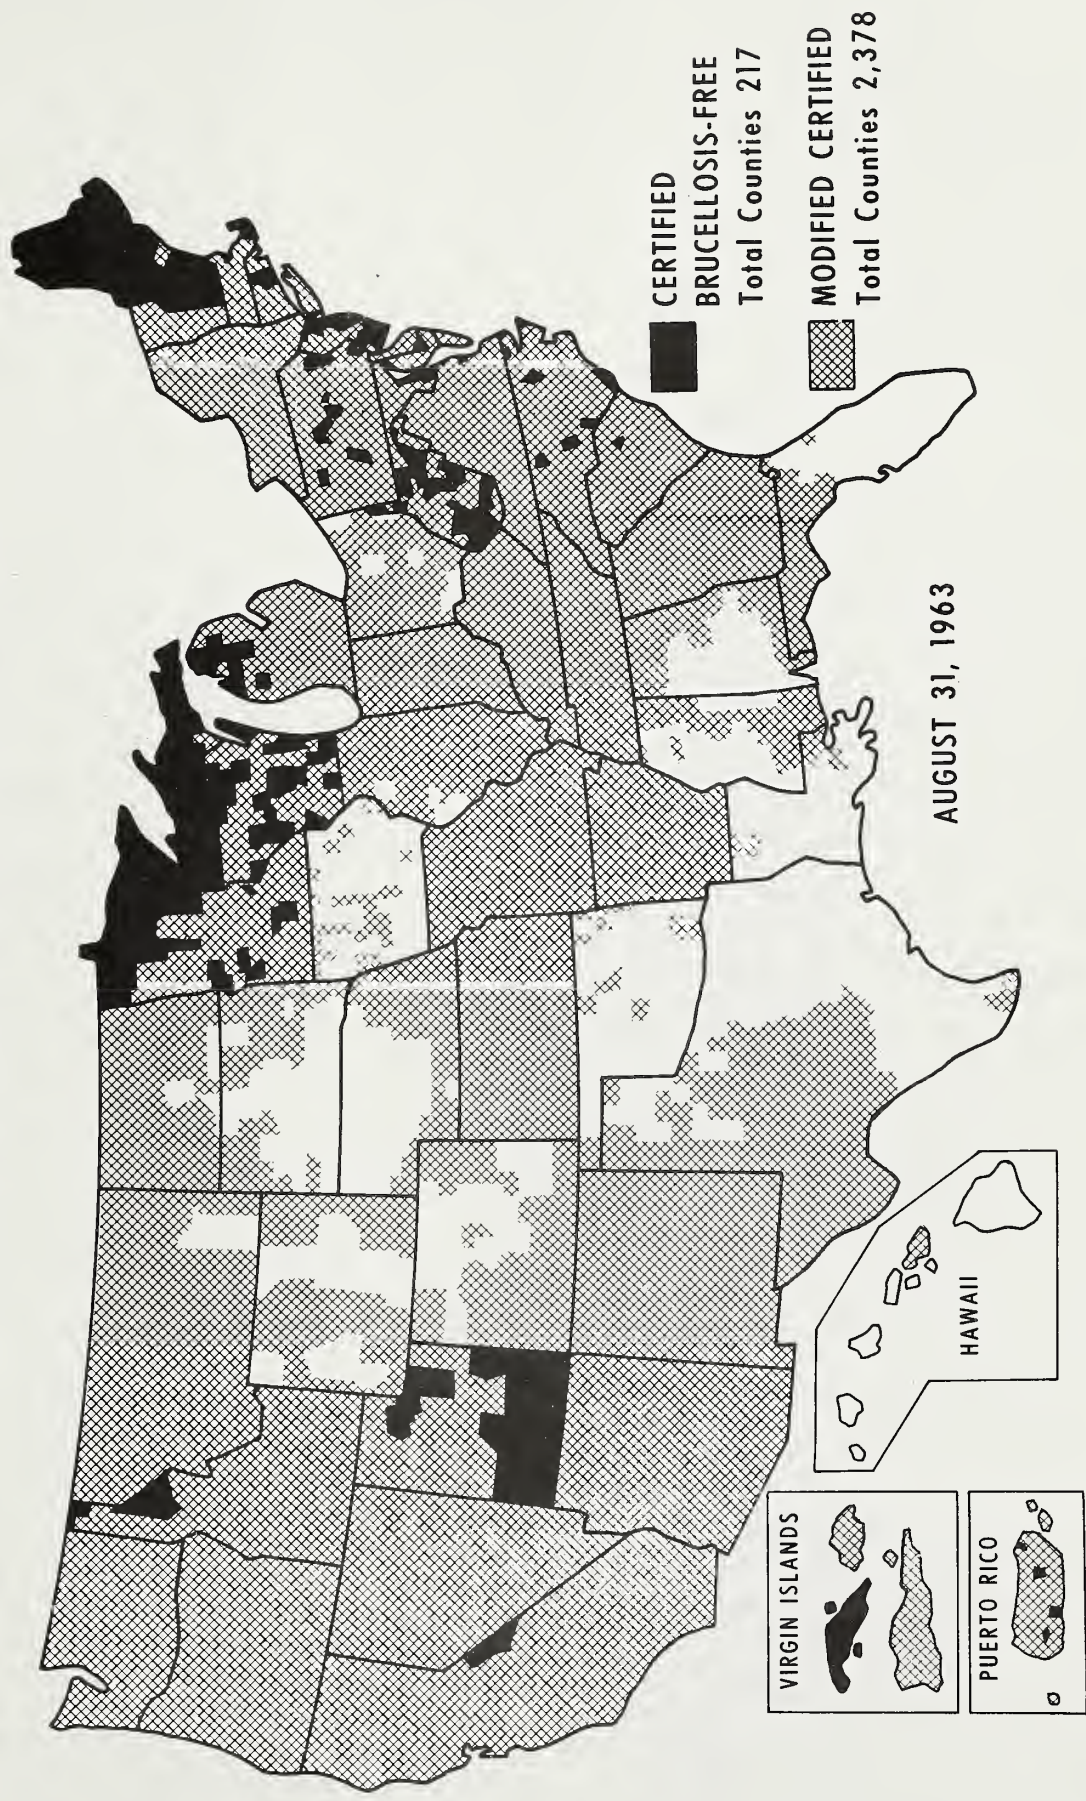 CERTIFIED
BRUCELLOSIS-FREE
Total Counties 217
MODIFIED CERTIFIED
Total Counties 2,378
AUGUST 31, 1963
HAWAII
VIRGIN ISLANDS
PUERTO RICO